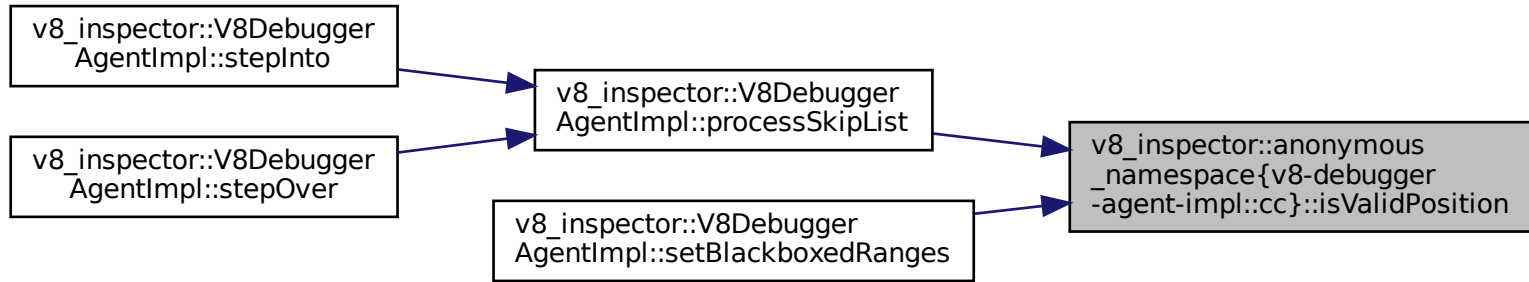 v8_inspector::V8Debugger
AgentImpl::stepInto
v8_inspector::V8Debugger
AgentImpl::stepOver
v8_inspector::V8Debugger
AgentImpl::processSkipList
v8_inspector::V8Debugger
AgentImpl::setBlackboxedRanges
v8_inspector::anonymous
_namespace{v8-debugger
-agent-impl::cc}::isValidPosition